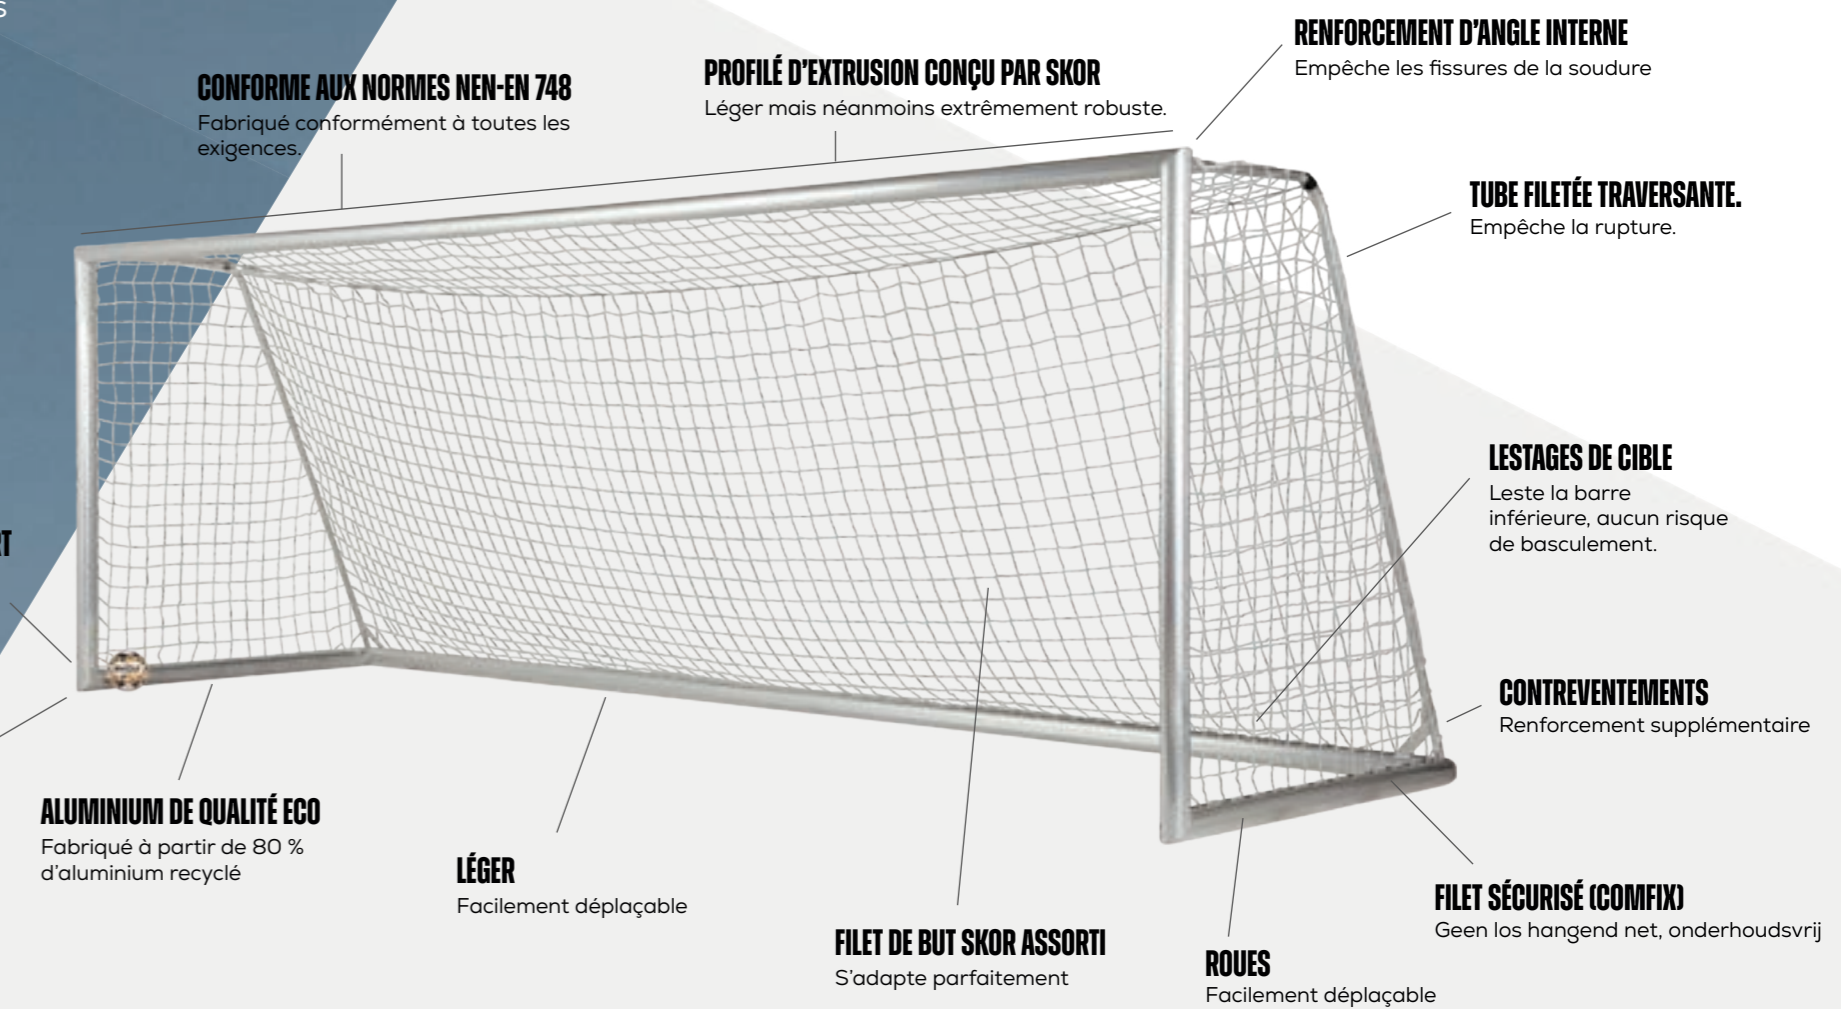 S
RENFORCEMENT D'ANGLE INTERNE
Empêche les fissures de la soudure
CONFORME AUX NORMES NEN-EN 748
Fabriqué conformément à toutes les
exigences.
PROFILÉ D'EXTRUSION CONÇU PAR SKOR
Léger mais néanmoins extrêmement robuste.
TUBE FILETÉE TRAVERSANTE.
Empêche la rupture.
LESTAGES DE CIBLE
Leste la barre
inférieure, aucun risque
de basculement.
RT
CONTREVENTEMENTS
Renforcement supplémentaire
ALUMINIUM DE QUALITÉ ECO
Fabriqué à partir de 80 %
d'aluminium recyclé
LÉGER
Facilement déplaçable
FILET DE BUT SKOR ASSORTI
S'adapte parfaitement
ROUES
Facilement déplaçable
FILET SÉCURISÉ (COMFIX)
Geen los hangend net, onderhoudsvrij